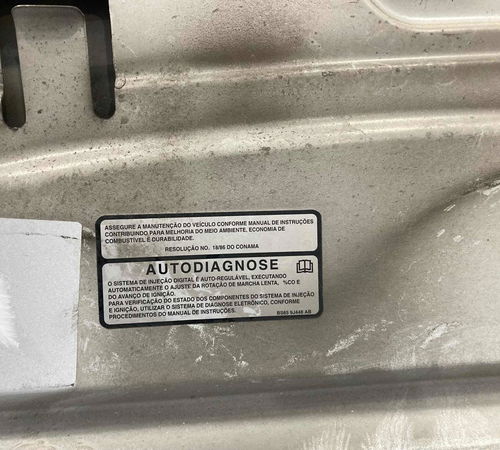 ASSEGURE A MANUTENÇÃO DO VEÍCULO CONFORME MANUAL DE INSTRUÇÕES
CONTRIBUINDO PARA MELHORIA DO MEIO AMBIENTE, ECONOMIA DE
COMBUSTÍVEL E DURABILIDADE.
RESOLUÇÃO NO. 18/86 DO CONAMA
AUTODIAGNOSE
O SISTEMA DE INJEÇÃO DIGITAL É AUTO-REGULÁVEL, EXECUTANDO
AUTOMATICAMENTE O AJUSTE DA ROTAÇÃO DE MARCHA LENTA, %CO E
DO AVANÇO DE IGNIÇÃO.
PARA VERIFICAÇÃO DO ESTADO DOS COMPONENTES DO SISTEMA DE INJEÇÃO
E IGNIÇÃO, UTILIZAR O SISTEMA DE DIAGNOSE ELETRÔNICO, CONFORME
PROCEDIMENTOS DO MANUAL DE INSTRUÇÕES. BS65 9J448 AB